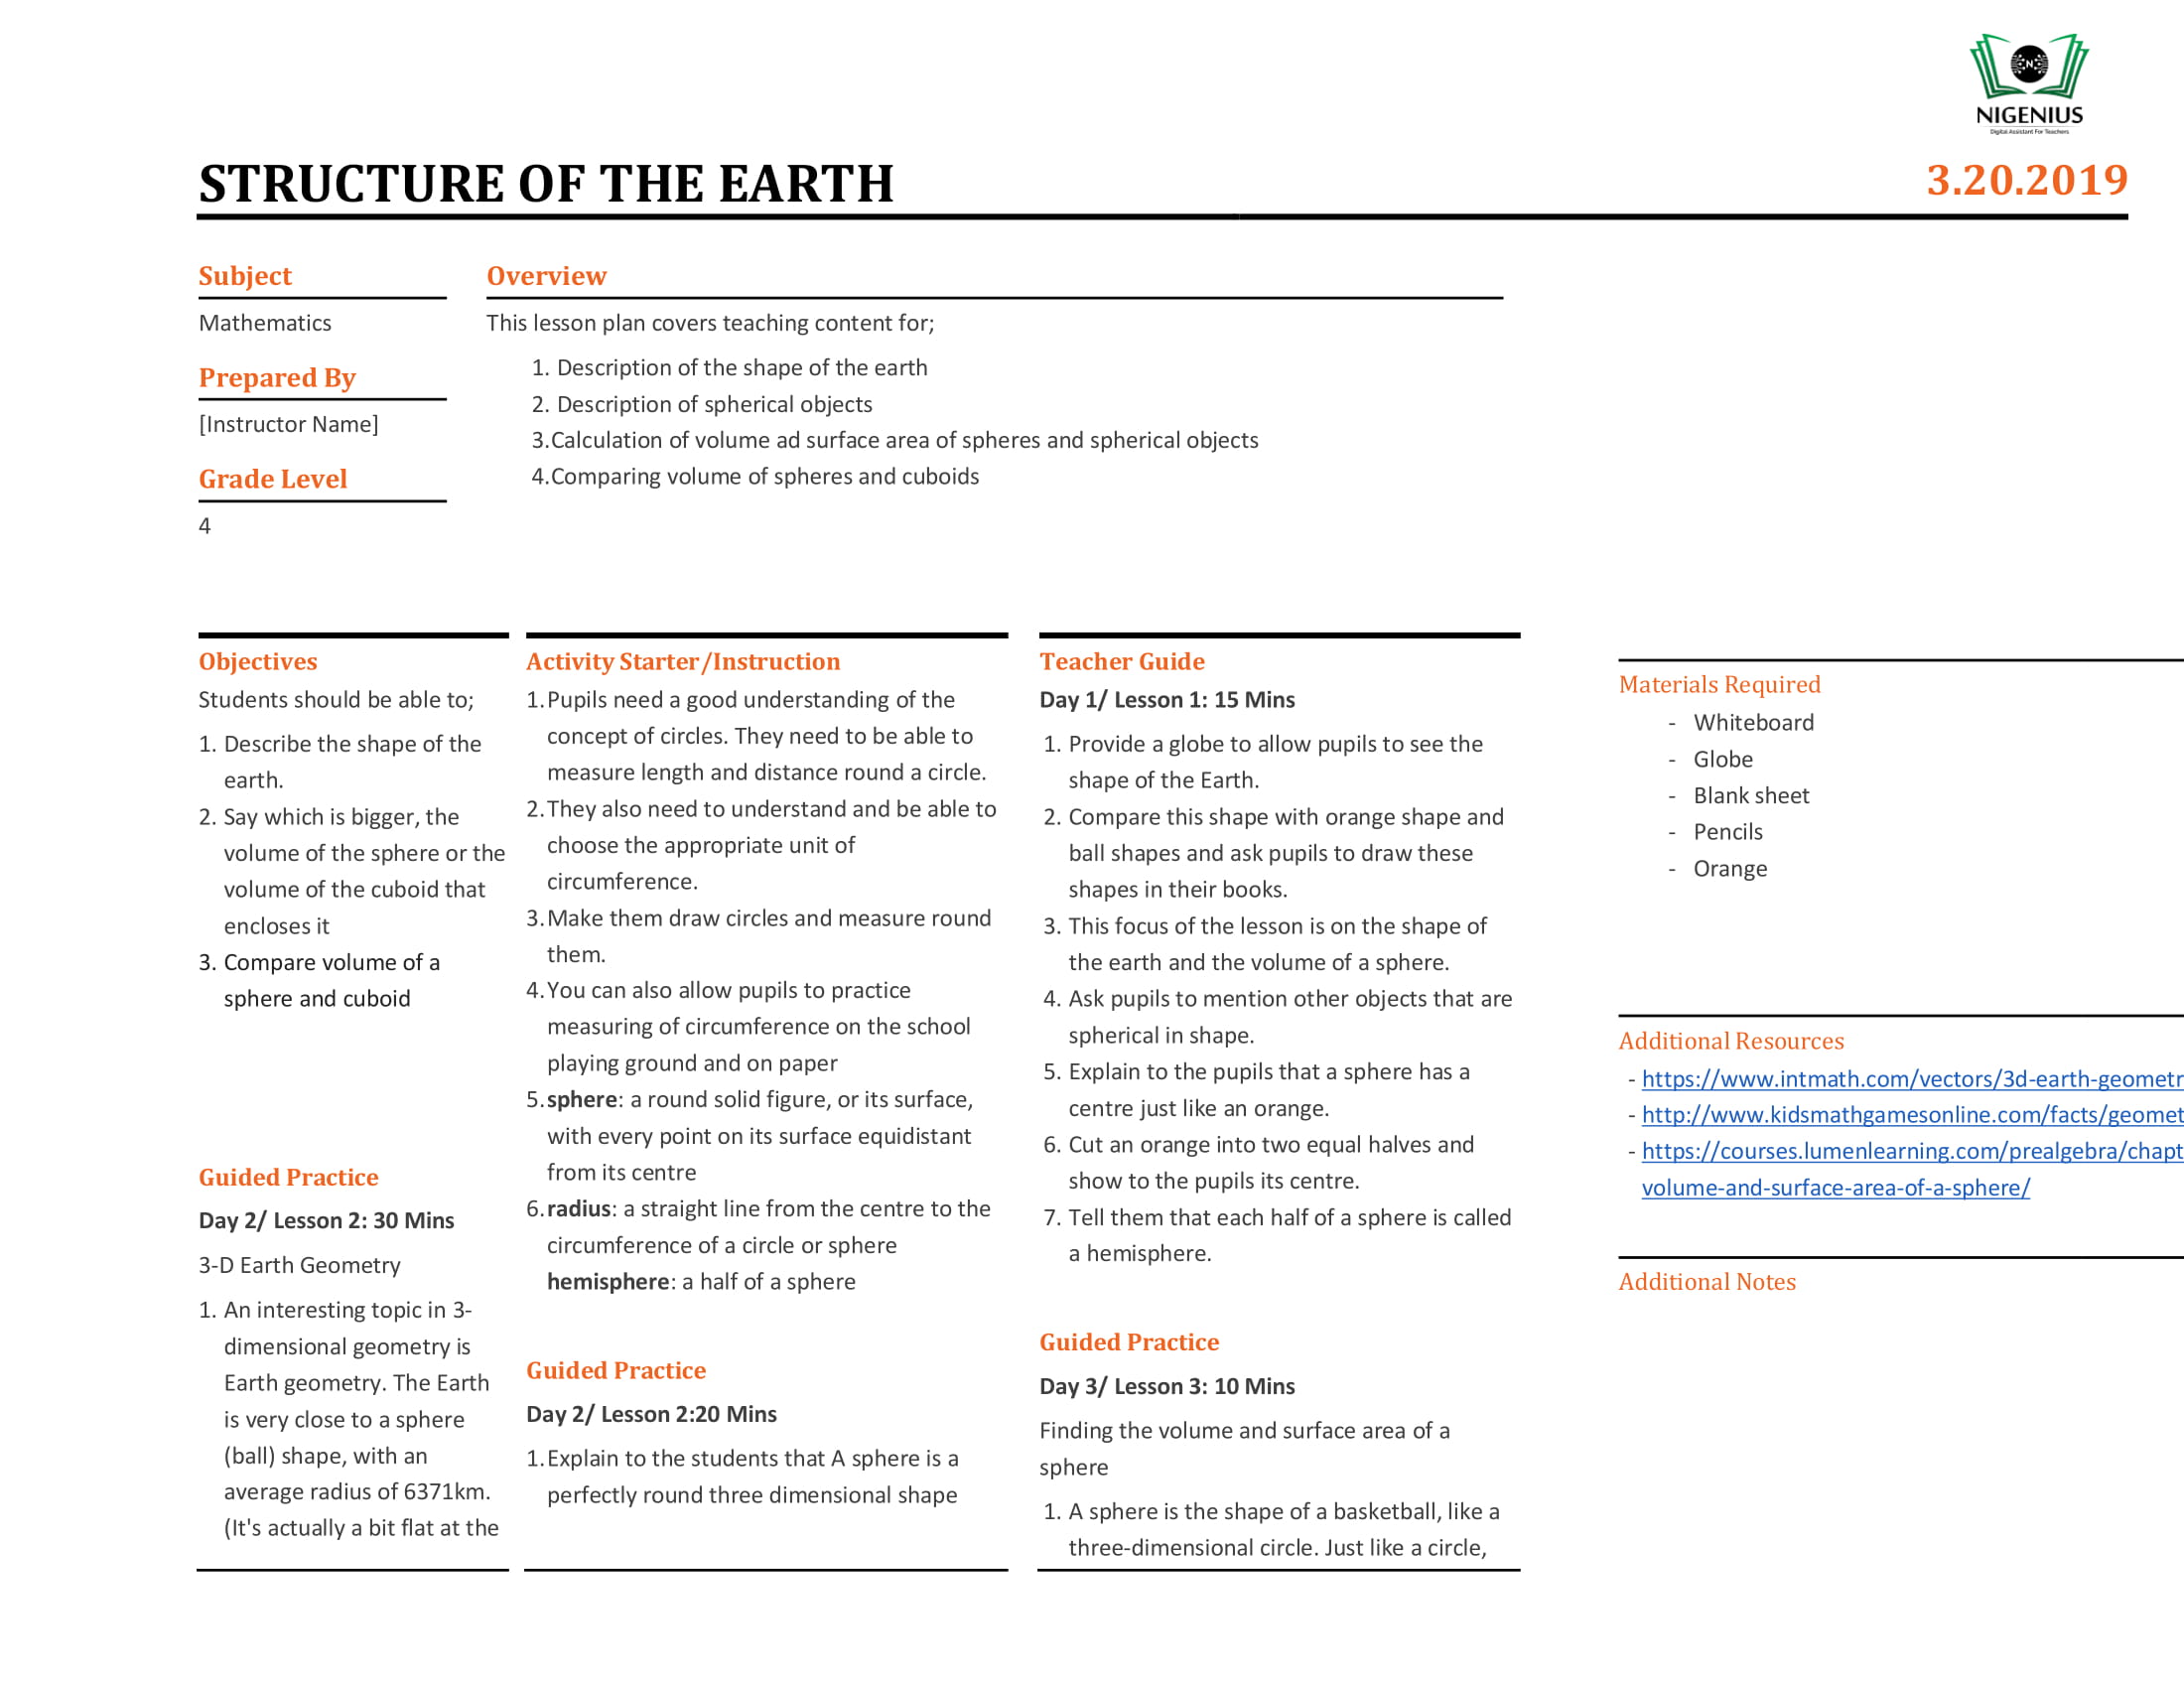 NIGENIUS
Digital Assistant For Teachers
STRUCTURE OF THE EARTH
3.20.2019
Subject
Mathematics
Prepared By
[Instructor Name]
Grade Level
4
Overview
This lesson plan covers teaching content for;
1. Description of the shape of the earth
2. Description of spherical objects
3.Calculation of volume ad surface area of spheres and spherical objects
4.Comparing volume of spheres and cuboids
Objectives
Students should be able to;
1. Describe the shape of the
earth.
2. Say which is bigger, the
volume of the sphere or the
volume of the cuboid that
encloses it
3. Compare volume of a
sphere and cuboid
Guided Practice
Day 2/ Lesson 2: 30 Mins
3-D Earth Geometry
1. An interesting topic in 3-
dimensional geometry is
Earth geometry. The Earth
is very close to a sphere
(ball) shape, with an
average radius of 6371km.
(It's actually a bit flat at the
Activity Starter/Instruction
1.Pupils need a good understanding of the
concept of circles. They need to be able to
measure length and distance round a circle.
2.They also need to understand and be able to
choose the appropriate unit of
circumference.
3.Make them draw circles and measure round
them.
4.You can also allow pupils to practice
measuring of circumference on the school
playing ground and on paper
5.sphere: a round solid figure, or its surface,
with every point on its surface equidistant
from its centre
6.radius: a straight line from the centre to the
circumference of a circle or sphere
hemisphere: a half of a sphere
Guided Practice
Day 2/ Lesson 2:20 Mins
1.Explain to the students that A sphere is a
perfectly round three dimensional shape
Teacher Guide
Day 1/ Lesson 1: 15 Mins
1. Provide a globe to allow pupils to see the
shape of the Earth.
2. Compare this shape with orange shape and
ball shapes and ask pupils to draw these
shapes in their books.
3. This focus of the lesson is on the shape of
the earth and the volume of a sphere.
4. Ask pupils to mention other objects that are
spherical in shape.
5. Explain to the pupils that a sphere has a
centre just like an orange.
6. Cut an orange into two equal halves and
show to the pupils its centre.
7. Tell them that each half of a sphere is called
a hemisphere.
Guided Practice
Day 3/ Lesson 3: 10 Mins
Finding the volume and surface area of a
sphere
1. A sphere is the shape of a basketball, like a
three-dimensional circle. Just like a circle,
Materials Required
- Whiteboard
- Globe
- Blank sheet
- Pencils
- Orange
Additional Resources
- https://www.intmath.com/vectors/3d-earth-geometr
- http://www.kidsmathgamesonline.com/facts/geomet
- https://courses.lumenlearning.com/prealgebra/chapt
volume-and-surface-area-of-a-sphere/
Additional Notes